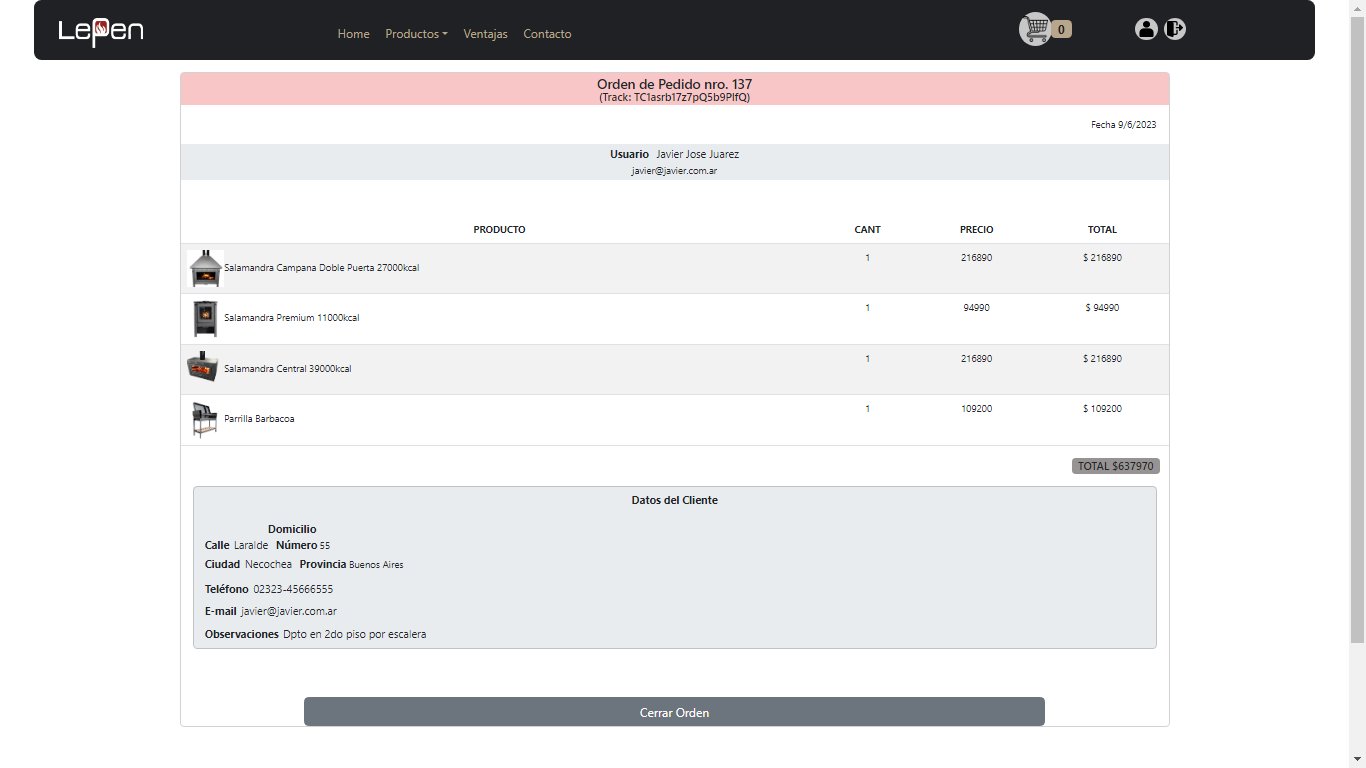 LePen
Home Productos Ventajas Contacto 0
Orden de Pedido nro. 137
(Track: TC1asrb17z7pQ5b9PIfQ)
Fecha 9/6/2023
Usuario Javier Jose Juarez
javier@javier.com.ar
PRODUCTO CANT PRECIO TOTAL
Salamandra Campana Doble Puerta 27000kcal 1 216890 $ 216890
Salamandra Premium 11000kcal 1 94990 $ 94990
Salamandra Central 39000kcal 1 216890 $ 216890
Parrilla Barbacoa 1 109200 $ 109200
TOTAL $637970
Datos del Cliente
Domicilio
Calle Laralde Número 55
Ciudad Necochea Provincia Buenos Aires
Teléfono 02323-45666555
E-mail javier@javier.com.ar
Observaciones Dpto en 2do piso por escalera
Cerrar Orden